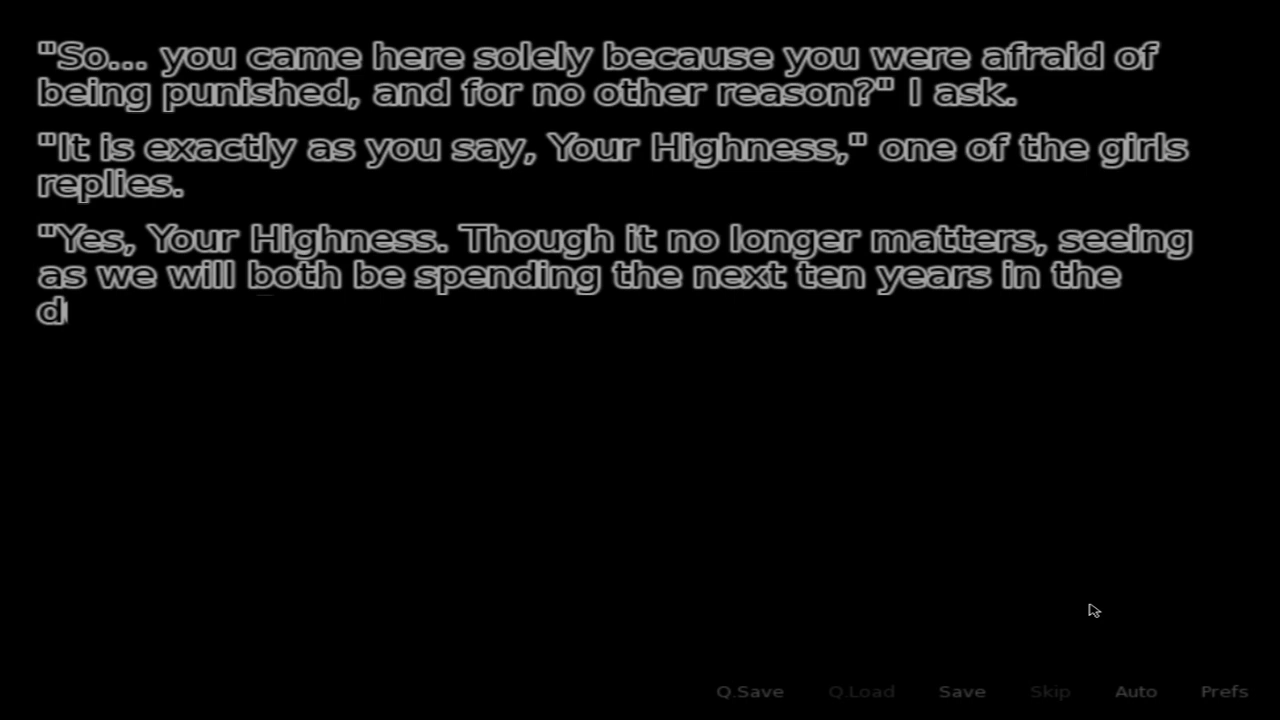 "So... you came here solely because you were afraid of
being punished, and for no other reason?" I ask.
"It is exactly as you say, Your Highness," one of the girls
replies.
"Yes, Your Highness. Though it no longer matters, seeing
as we will both be spending the next ten years in the
d
Q.Save Q.Load Save Skip Auto Prefs